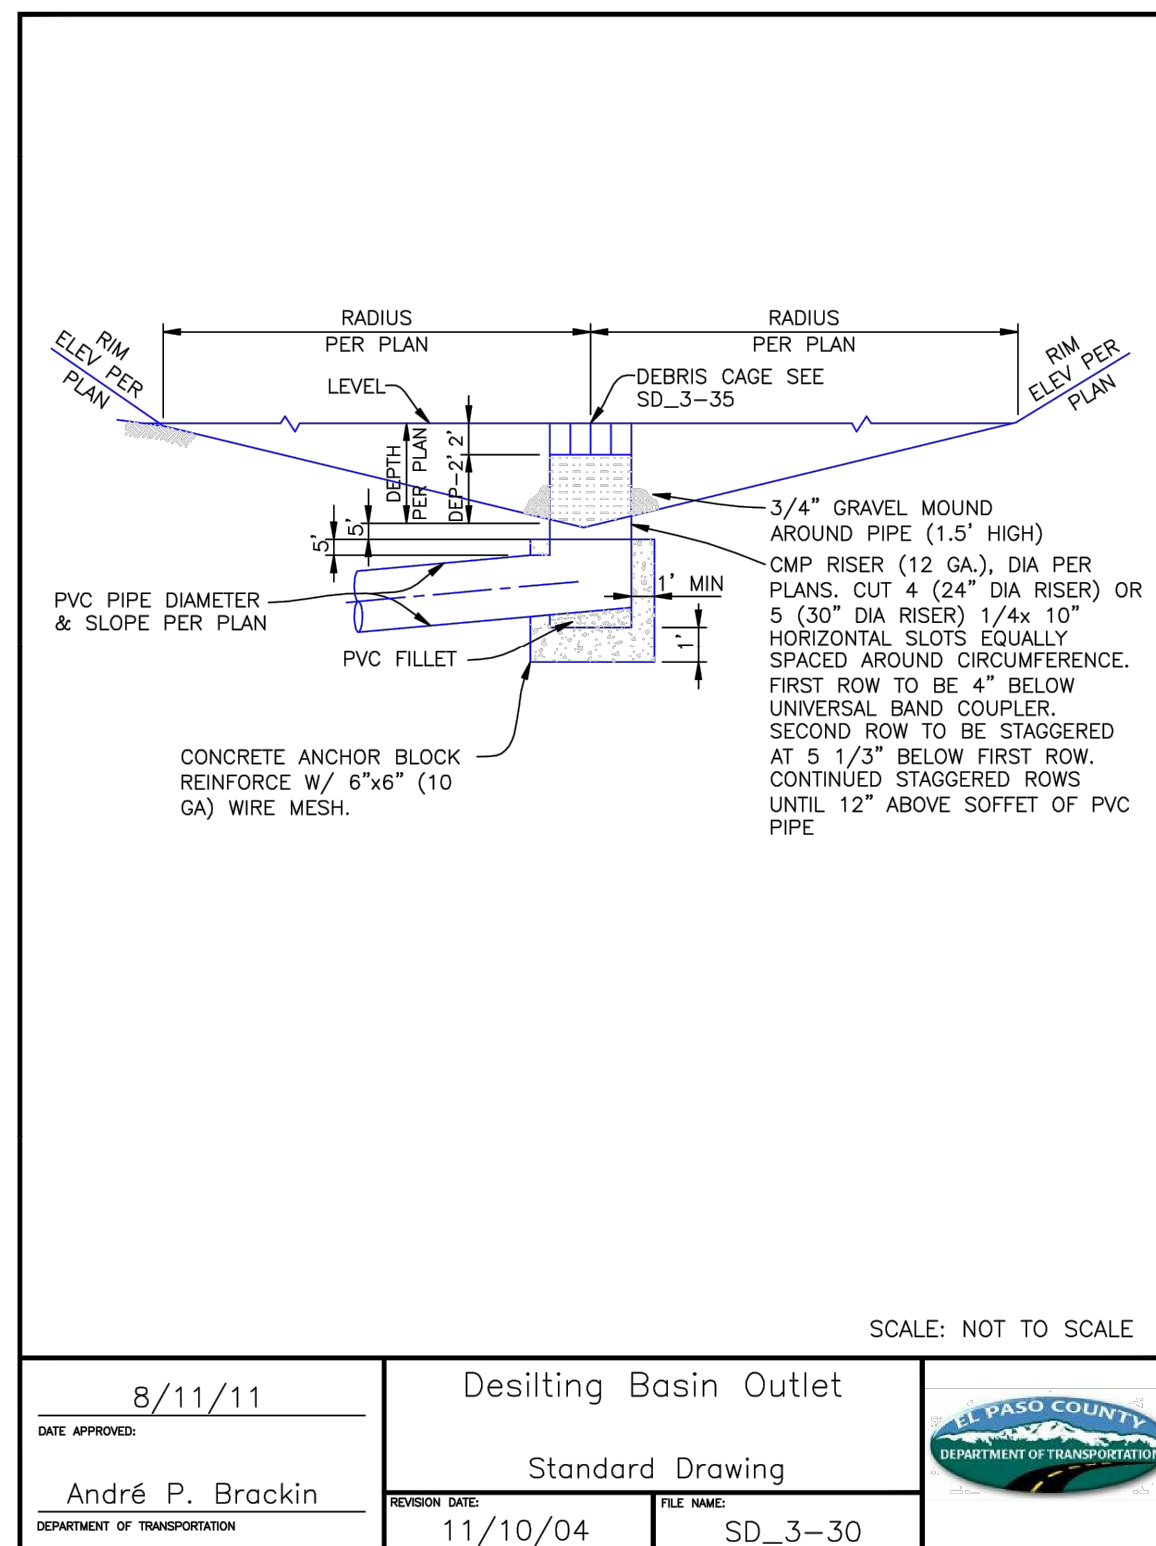 RADIUS
PER PLAN
RADIUS
PER PLAN
RIM
ELEV PER
PLAN
RIM
ELEV PER
PLAN
LEVEL
DEBRIS CAGE SEE
SD_3-35
DEPTH
PER PLAN
2'
DEP-2'
5'
5'
3/4" GRAVEL MOUND
AROUND PIPE (1.5' HIGH)
CMP RISER (12 GA.), DIA PER
PLANS. CUT 4 (24" DIA RISER) OR
5 (30" DIA RISER) 1/4x 10"
HORIZONTAL SLOTS EQUALLY
SPACED AROUND CIRCUMFERENCE.
FIRST ROW TO BE 4" BELOW
UNIVERSAL BAND COUPLER.
SECOND ROW TO BE STAGGERED
AT 5 1/3" BELOW FIRST ROW.
CONTINUED STAGGERED ROWS
UNTIL 12" ABOVE SOFFET OF PVC
PIPE
1' MIN
1'
PVC PIPE DIAMETER
& SLOPE PER PLAN
PVC FILLET
CONCRETE ANCHOR BLOCK
REINFORCE W/ 6"x6" (10
GA) WIRE MESH.
SCALE: NOT TO SCALE
8/11/11
DATE APPROVED:
André P. Brackin
DEPARTMENT OF TRANSPORTATION
Desilting Basin Outlet
Standard Drawing
REVISION DATE:
11/10/04
FILE NAME:
SD_3-30
EL PASO COUNTY
DEPARTMENT OF TRANSPORTATION